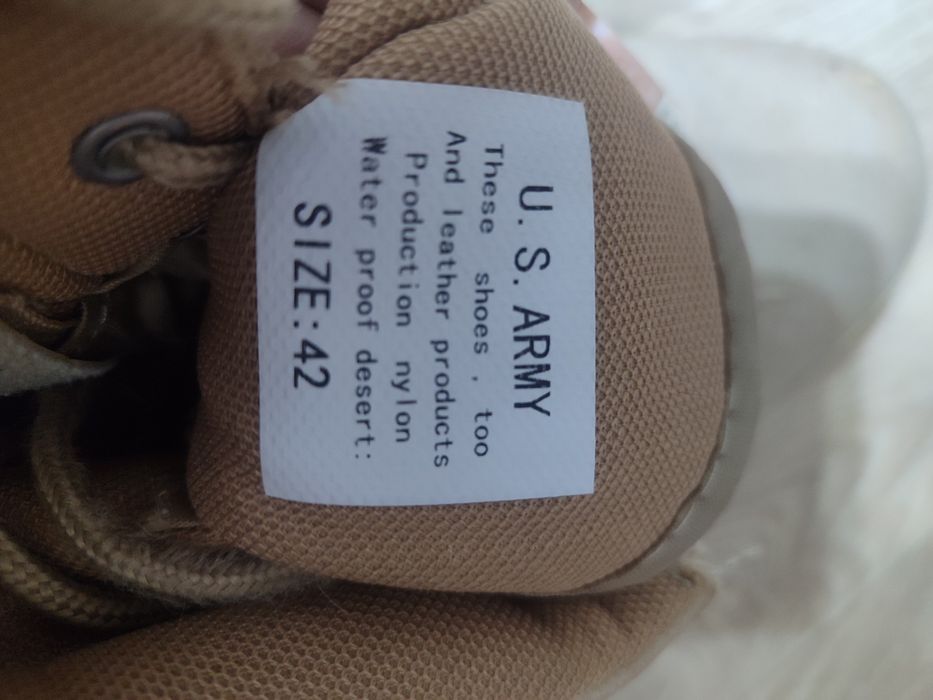 U.S.ARMY
These shoes , too
And leather products
Production nylon
Water proof desert:
SIZE:42